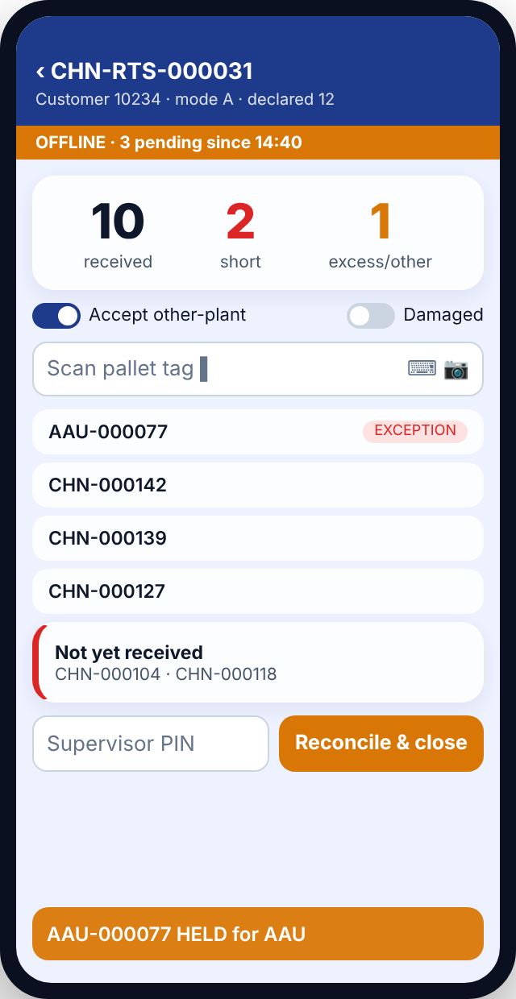 ‹ CHN-RTS-000031
Customer 10234 · mode A · declared 12
OFFLINE · 3 pending since 14:40
10 2 1
received short excess/other
Accept other-plant Damaged
Scan pallet tag
AAU-000077 EXCEPTION
CHN-000142
CHN-000139
CHN-000127
Not yet received
CHN-000104 · CHN-000118
Supervisor PIN Reconcile & close
AAU-000077 HELD for AAU